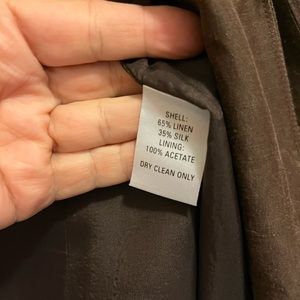 SHELL:
65% LINEN
35% SILK
LINING:
100% ACETATE
DRY CLEAN ONLY